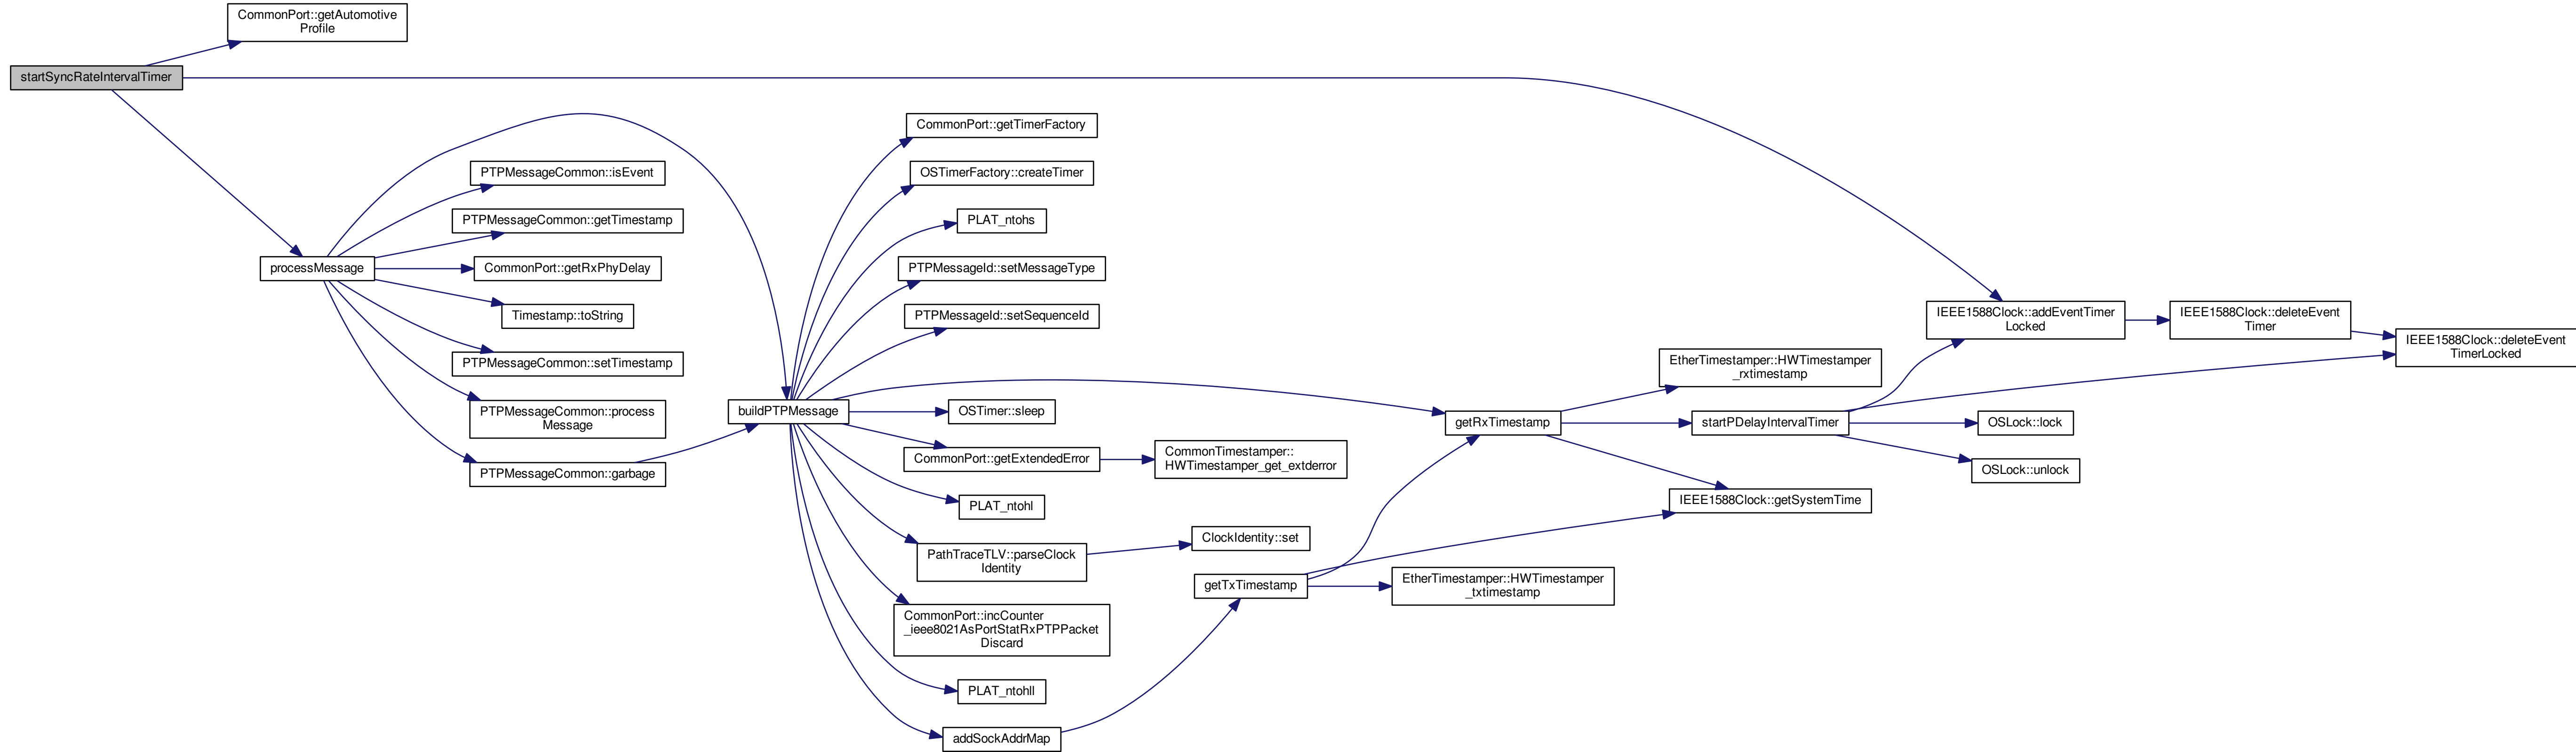 CommonPort::getAutomotive
Profile
startSyncRateIntervalTimer
processMessage
PTPMessageCommon::isEvent
PTPMessageCommon::getTimestamp
CommonPort::getRxPhyDelay
Timestamp::toString
PTPMessageCommon::setTimestamp
PTPMessageCommon::process
Message
PTPMessageCommon::garbage
buildPTPMessage
CommonPort::getTimerFactory
OSTimerFactory::createTimer
PLAT_ntohs
PTPMessageId::setMessageType
PTPMessageId::setSequenceId
OSTimer::sleep
CommonPort::getExtendedError
PLAT_ntohl
PathTraceTLV::parseClock
Identity
CommonPort::incCounter
_ieee8021AsPortStatRxPTPPacket
Discard
PLAT_ntohll
addSockAddrMap
CommonTimestamper::
HWTimestamper_get_extderror
ClockIdentity::set
getTxTimestamp
getRxTimestamp
EtherTimestamper::HWTimestamper
_txtimestamp
EtherTimestamper::HWTimestamper
_rxtimestamp
startPDelayIntervalTimer
IEEE1588Clock::getSystemTime
IEEE1588Clock::addEventTimer
Locked
OSLock::lock
OSLock::unlock
IEEE1588Clock::deleteEvent
Timer
IEEE1588Clock::deleteEvent
TimerLocked